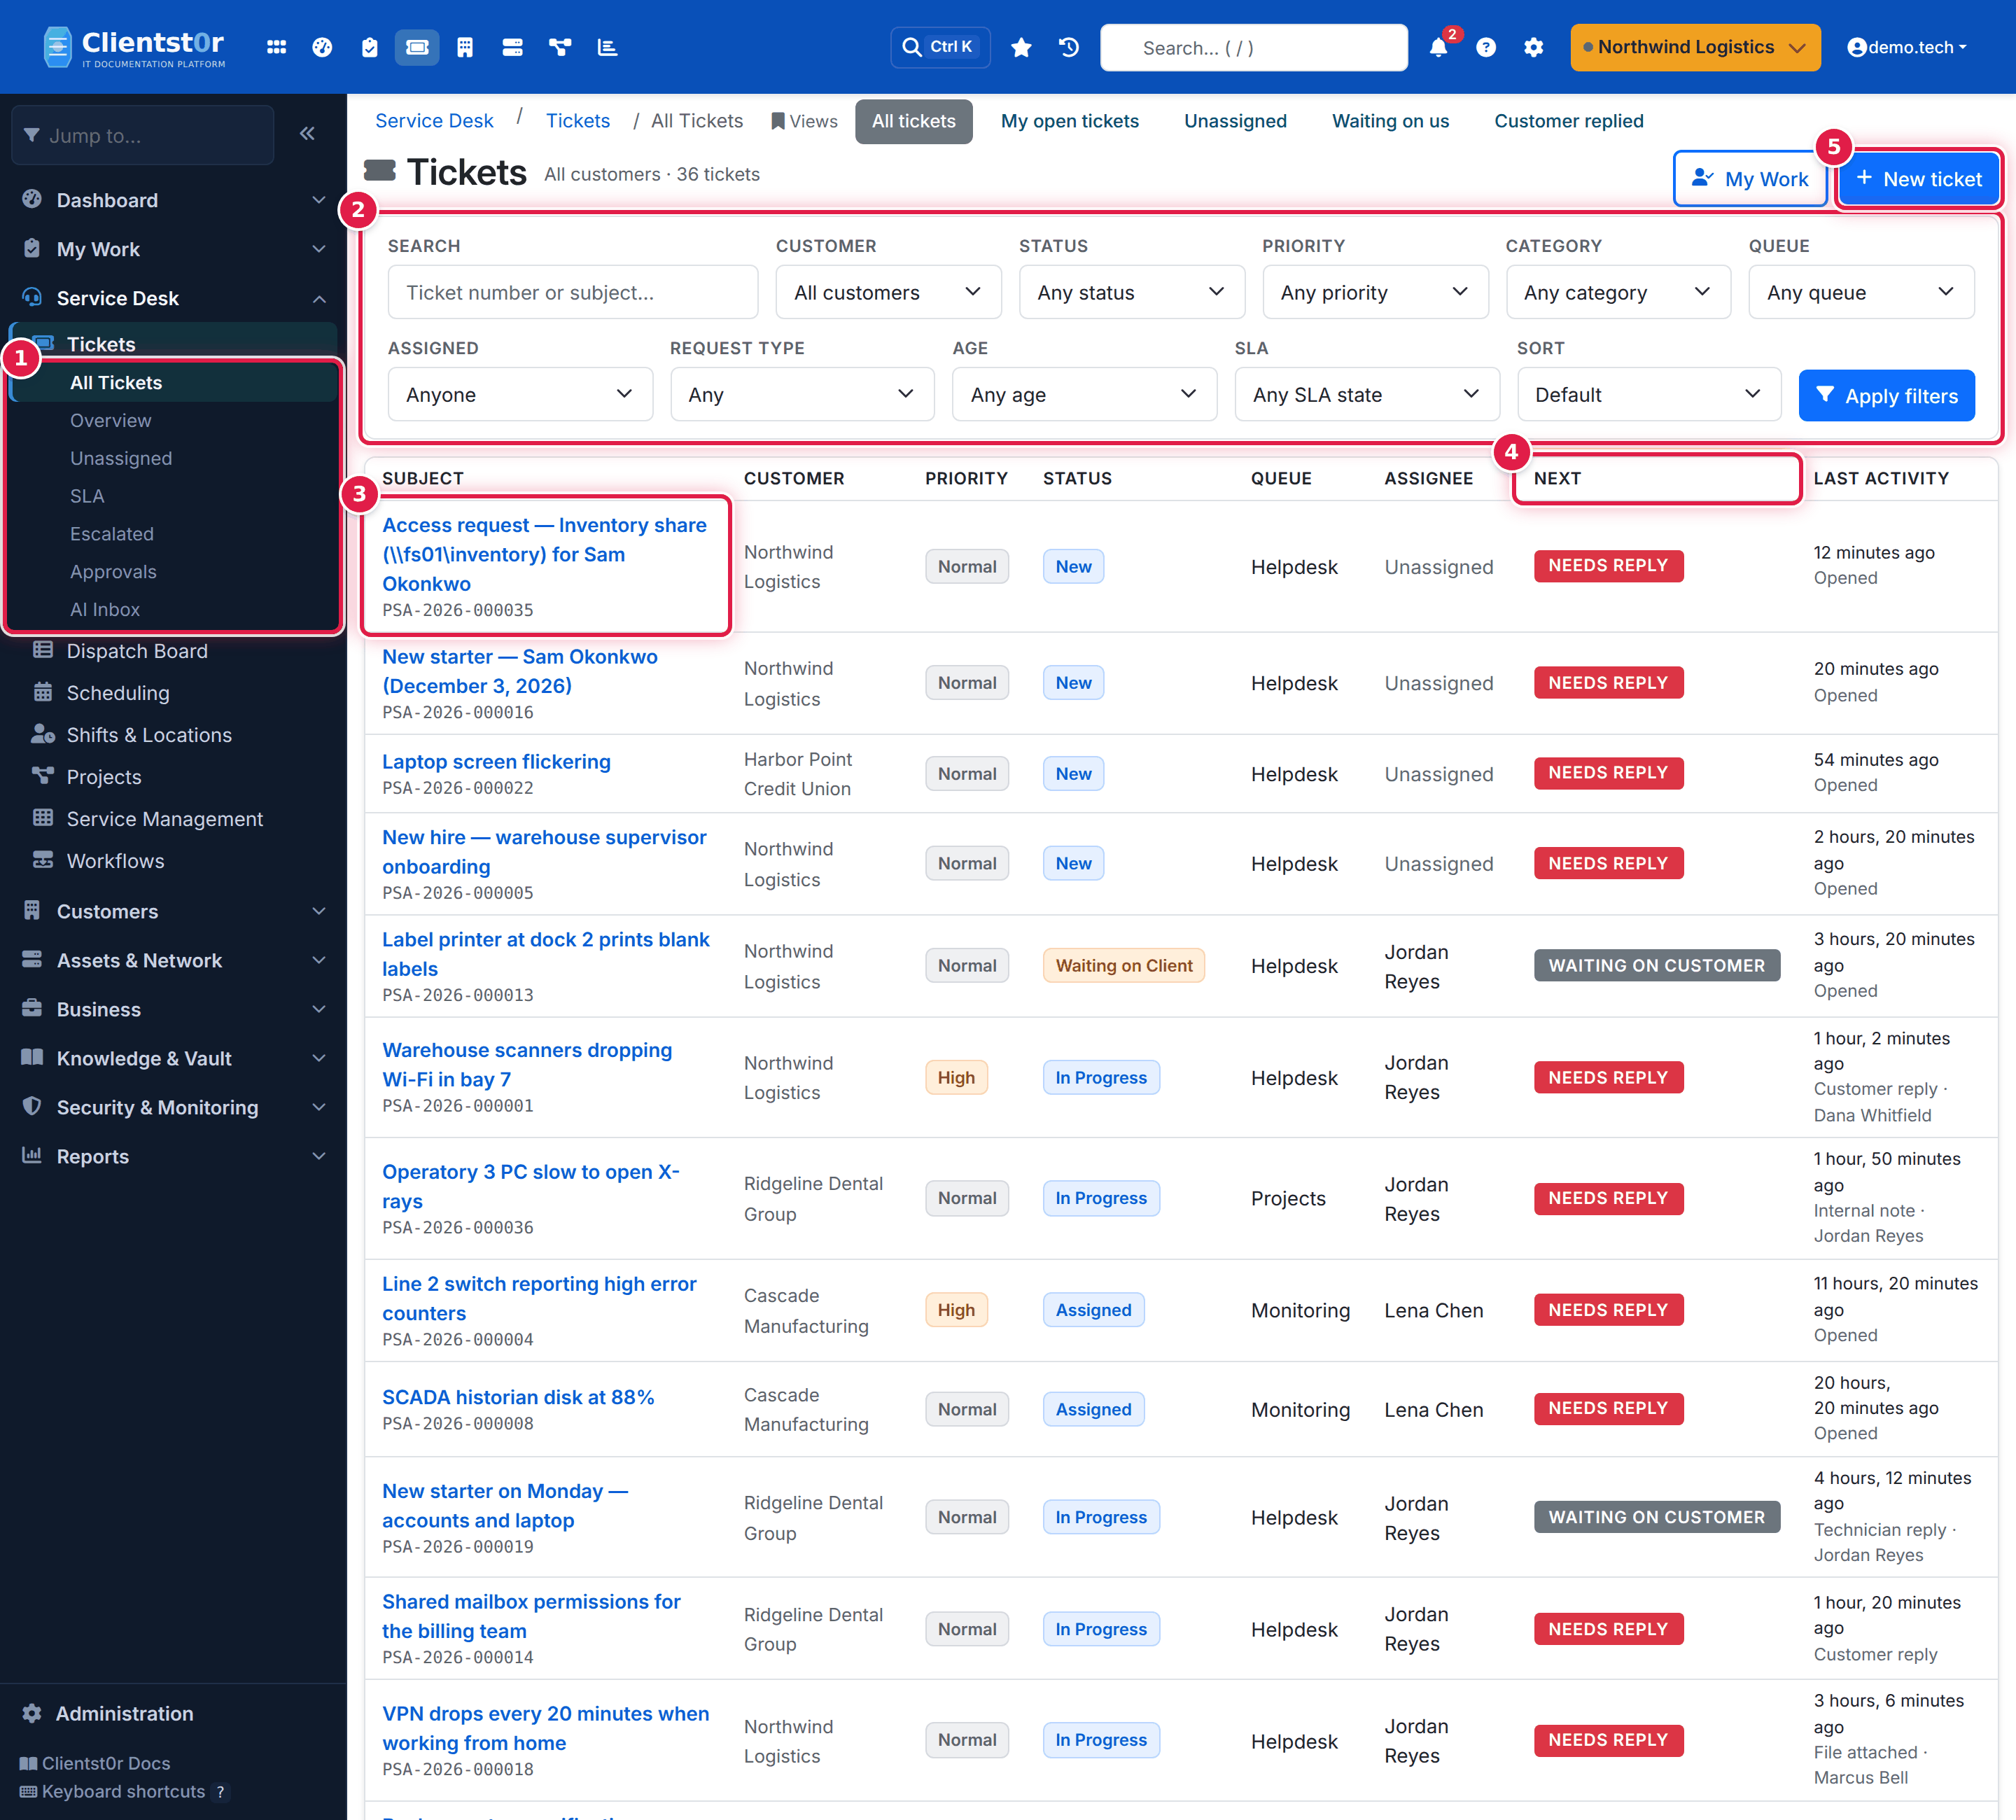 Clientst0r
IT DOCUMENTATION PLATFORM
Ctrl K
Search... ( / )
2
?
Northwind Logistics
demo.tech
Jump to...
Dashboard
My Work
Service Desk
Tickets
1
All Tickets
Overview
Unassigned
SLA
Escalated
Approvals
AI Inbox
Dispatch Board
Scheduling
Shifts & Locations
Projects
Service Management
Workflows
Customers
Assets & Network
Business
Knowledge & Vault
Security & Monitoring
Reports
Administration
Clientst0r Docs
Keyboard shortcuts ?
Service Desk / Tickets / All Tickets
Views
All tickets
My open tickets
Unassigned
Waiting on us
Customer replied
Tickets
All customers · 36 tickets
My Work
5
+ New ticket
2
SEARCH
CUSTOMER
STATUS
PRIORITY
CATEGORY
QUEUE
Ticket number or subject...
All customers
Any status
Any priority
Any category
Any queue
ASSIGNED
REQUEST TYPE
AGE
SLA
SORT
Anyone
Any
Any age
Any SLA state
Default
Apply filters
SUBJECT
CUSTOMER
PRIORITY
STATUS
QUEUE
ASSIGNEE
4
NEXT
LAST ACTIVITY
3
Access request — Inventory share
(\\fs01\inventory) for Sam
Okonkwo
PSA-2026-000035
Northwind
Logistics
Normal
New
Helpdesk
Unassigned
NEEDS REPLY
12 minutes ago
Opened
New starter — Sam Okonkwo
(December 3, 2026)
PSA-2026-000016
Northwind
Logistics
Normal
New
Helpdesk
Unassigned
NEEDS REPLY
20 minutes ago
Opened
Laptop screen flickering
PSA-2026-000022
Harbor Point
Credit Union
Normal
New
Helpdesk
Unassigned
NEEDS REPLY
54 minutes ago
Opened
New hire — warehouse supervisor
onboarding
PSA-2026-000005
Northwind
Logistics
Normal
New
Helpdesk
Unassigned
NEEDS REPLY
2 hours, 20 minutes
ago
Opened
Label printer at dock 2 prints blank
labels
PSA-2026-000013
Northwind
Logistics
Normal
Waiting on Client
Helpdesk
Jordan
Reyes
WAITING ON CUSTOMER
3 hours, 20 minutes
ago
Opened
Warehouse scanners dropping
Wi-Fi in bay 7
PSA-2026-000001
Northwind
Logistics
High
In Progress
Helpdesk
Jordan
Reyes
NEEDS REPLY
1 hour, 2 minutes
ago
Customer reply ·
Dana Whitfield
Operatory 3 PC slow to open X-
rays
PSA-2026-000036
Ridgeline Dental
Group
Normal
In Progress
Projects
Jordan
Reyes
NEEDS REPLY
1 hour, 50 minutes
ago
Internal note ·
Jordan Reyes
Line 2 switch reporting high error
counters
PSA-2026-000004
Cascade
Manufacturing
High
Assigned
Monitoring
Lena Chen
NEEDS REPLY
11 hours, 20 minutes
ago
Opened
SCADA historian disk at 88%
PSA-2026-000008
Cascade
Manufacturing
Normal
Assigned
Monitoring
Lena Chen
NEEDS REPLY
20 hours,
20 minutes ago
Opened
New starter on Monday —
accounts and laptop
PSA-2026-000019
Ridgeline Dental
Group
Normal
In Progress
Helpdesk
Jordan
Reyes
WAITING ON CUSTOMER
4 hours, 12 minutes
ago
Technician reply ·
Jordan Reyes
Shared mailbox permissions for
the billing team
PSA-2026-000014
Ridgeline Dental
Group
Normal
In Progress
Helpdesk
Jordan
Reyes
NEEDS REPLY
1 hour, 20 minutes
ago
Customer reply
VPN drops every 20 minutes when
working from home
PSA-2026-000018
Northwind
Logistics
Normal
In Progress
Helpdesk
Jordan
Reyes
NEEDS REPLY
3 hours, 6 minutes
ago
File attached ·
Marcus Bell